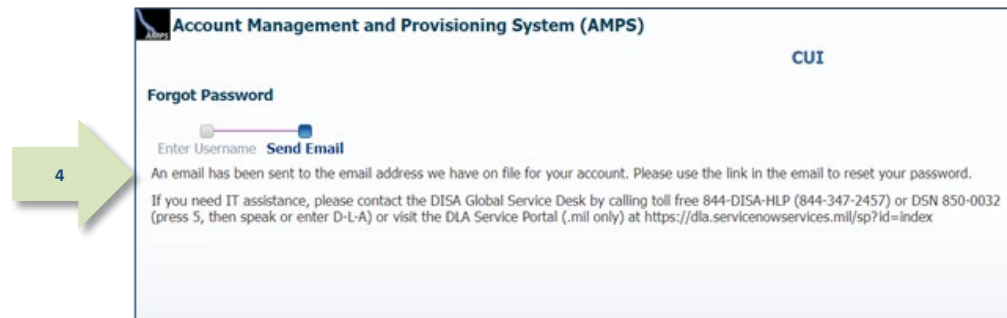 AMPS
Account Management and Provisioning System (AMPS)
CUI
Forgot Password
Enter Username Send Email
4
An email has been sent to the email address we have on file for your account. Please use the link in the email to reset your password.
If you need IT assistance, please contact the DISA Global Service Desk by calling toll free 844-DISA-HLP (844-347-2457) or DSN 850-0032
(press 5, then speak or enter D-L-A) or visit the DLA Service Portal (.mil only) at https://dla.servicenowservices.mil/sp?id=index